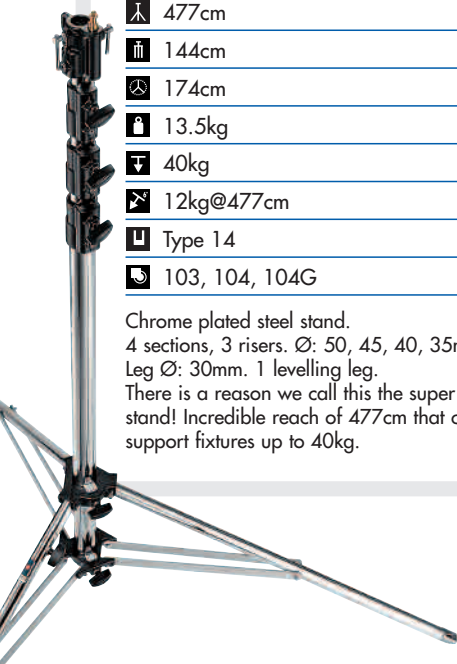 477cm
144cm
174cm
13.5kg
40kg
12kg@477cm
Type 14
103, 104, 104G
Chrome plated steel stand.
4 sections, 3 risers. Ø: 50, 45, 40,
Leg Ø: 30mm. 1 levelling leg.
There is a reason we call this the super
stand! Incredible reach of 477cm that
support fixtures up to 40kg.